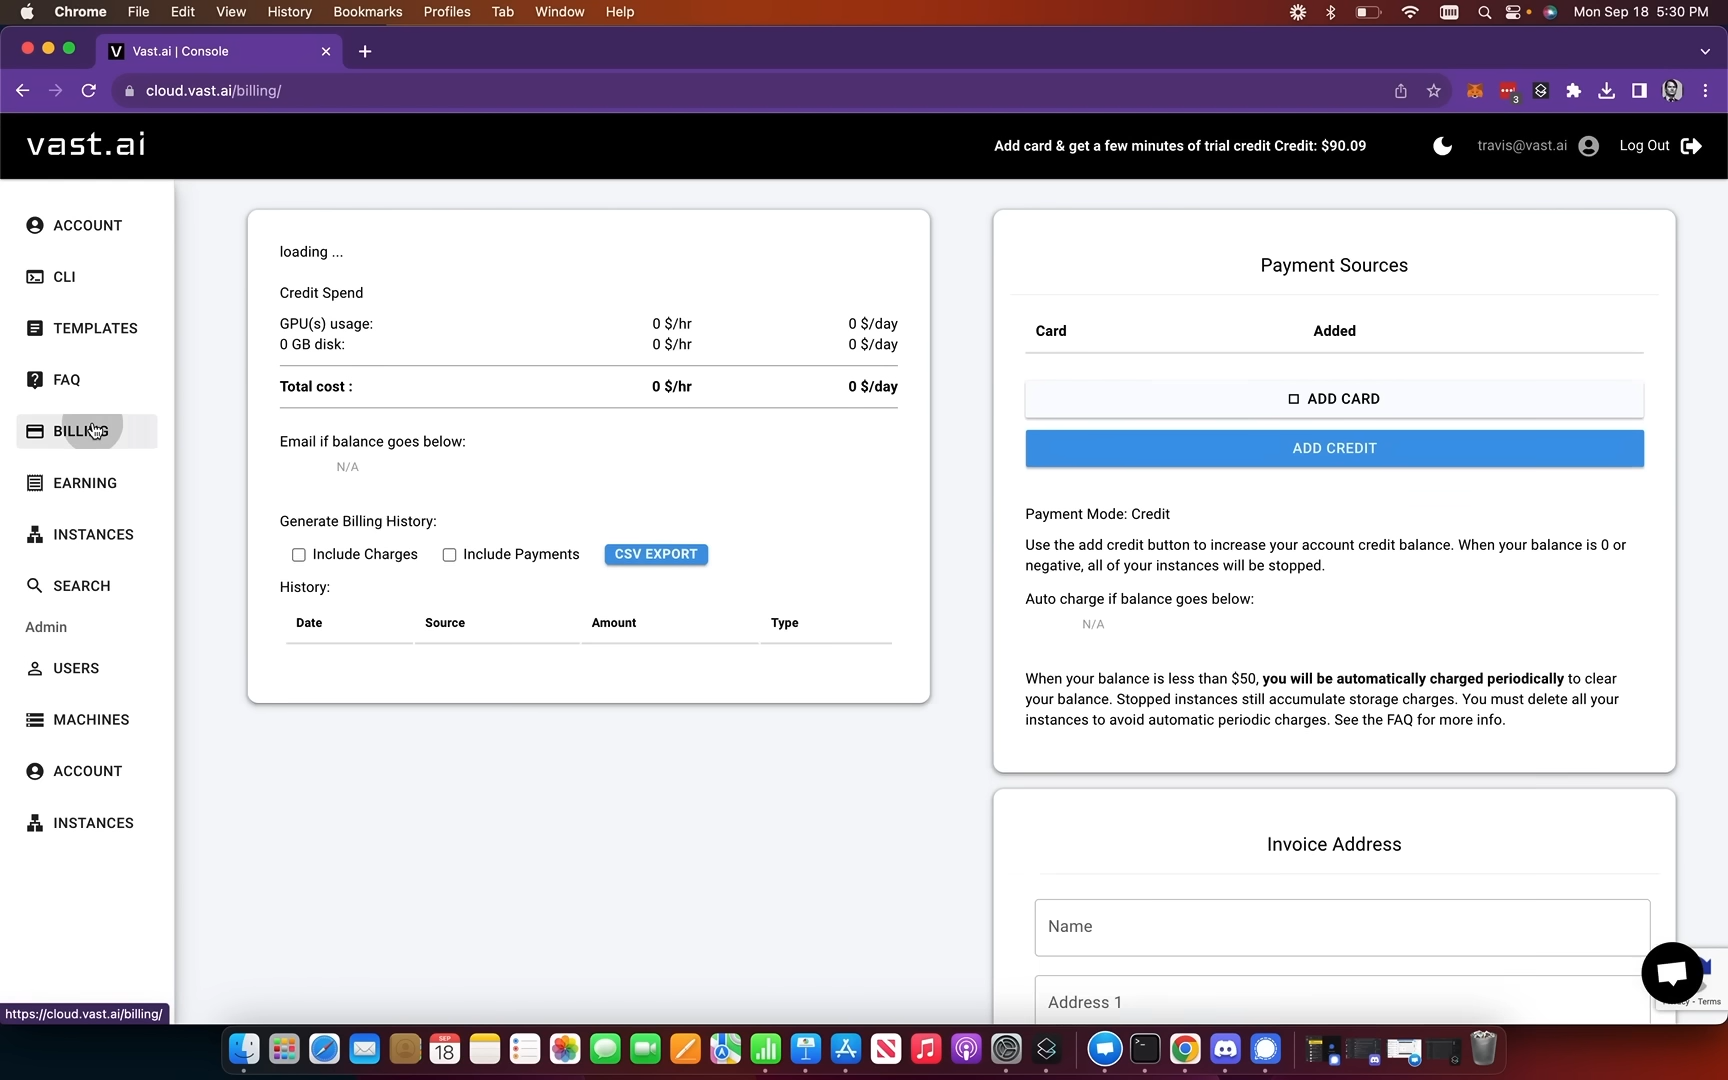 Chrome File Edit View History Bookmarks Profiles Tab Window Help Mon Sep 18 5:30 PM
V Vast.ai | Console
cloud.vast.ai/billing/
3
vast.ai Add card & get a few minutes of trial credit Credit: $90.09 travis@vast.ai Log Out
ACCOUNT
CLI
TEMPLATES
FAQ
BILLING
EARNING
INSTANCES
SEARCH
Admin
USERS
MACHINES
ACCOUNT
INSTANCES
loading ...
Credit Spend
GPU(s) usage: 0 $/hr 0 $/day
0 GB disk: 0 $/hr 0 $/day
Total cost : 0 $/hr 0 $/day
Email if balance goes below:
N/A
Generate Billing History:
Include Charges Include Payments CSV EXPORT
History:
Date Source Amount Type
Payment Sources
Card Added
ADD CARD
ADD CREDIT
Payment Mode: Credit
Use the add credit button to increase your account credit balance. When your balance is 0 or
negative, all of your instances will be stopped.
Auto charge if balance goes below:
N/A
When your balance is less than $50, you will be automatically charged periodically to clear
your balance. Stopped instances still accumulate storage charges. You must delete all your
instances to avoid automatic periodic charges. See the FAQ for more info.
Invoice Address
Name
Address 1
- Terms
https://cloud.vast.ai/billing/
SEP
18